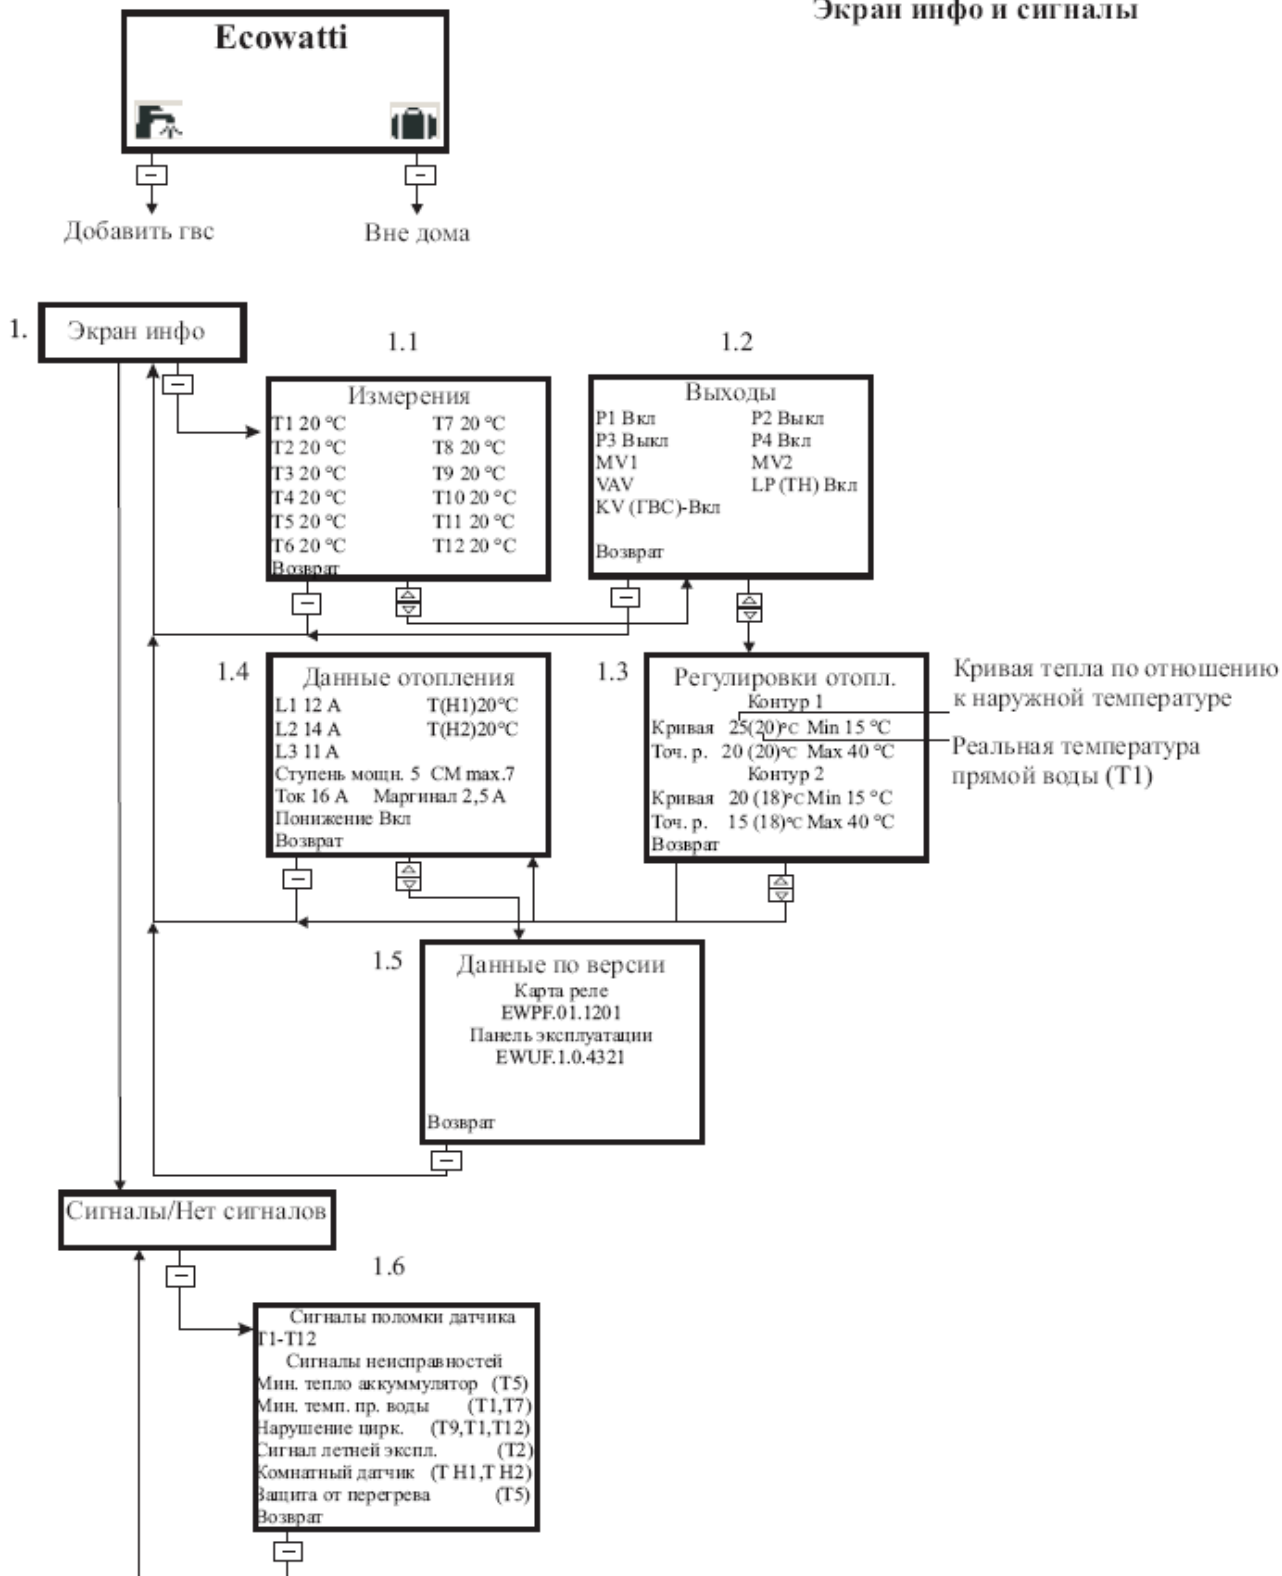 Экран инфо и сигналы
Ecowatti
Добавить гвс
Вне дома
1.
Экран инфо
1.1
Измерения
T1 20 °C T7 20 °C
T2 20 °C T8 20 °C
T3 20 °C T9 20 °C
T4 20 °C T10 20 °C
T5 20 °C T11 20 °C
T6 20 °C T12 20 °C
Возврат
1.2
Выходы
P1 Вкл P2 Выкл
P3 Выкл P4 Вкл
MV1 MV2
VAV LP (TH) Вкл
KV (ГВС)-Вкл
Возврат
1.4
Данные отопления
L1 12 A T(H1)20°C
L2 14 A T(H2)20°C
L3 11 A
Ступень мощн. 5 CM max.7
Ток 16 A Маргинал 2,5 A
Понижение Вкл
Возврат
1.3
Регулировки отопл.
Контур 1
Кривая 25(20)°C Min 15 °C
Точ. р. 20 (20)°C Max 40 °C
Контур 2
Кривая 20 (18)°C Min 15 °C
Точ. р. 15 (18)°C Max 40 °C
Возврат
Кривая тепла по отношению
к наружной температуре
Реальная температура
прямой воды (T1)
1.5
Данные по версии
Карта реле
EWPF.01.1201
Панель эксплуатации
EWUF.1.0.4321
Возврат
Сигналы/Нет сигналов
1.6
Сигналы поломки датчика
T1-T12
Сигналы неисправностей
Мин. тепло аккуммулятор (T5)
Мин. темп. пр. воды (T1,T7)
Нарушение цирк. (T9,T1,T12)
Сигнал летней экспл. (T2)
Комнатный датчик (T H1,T H2)
Защита от перегрева (T5)
Возврат